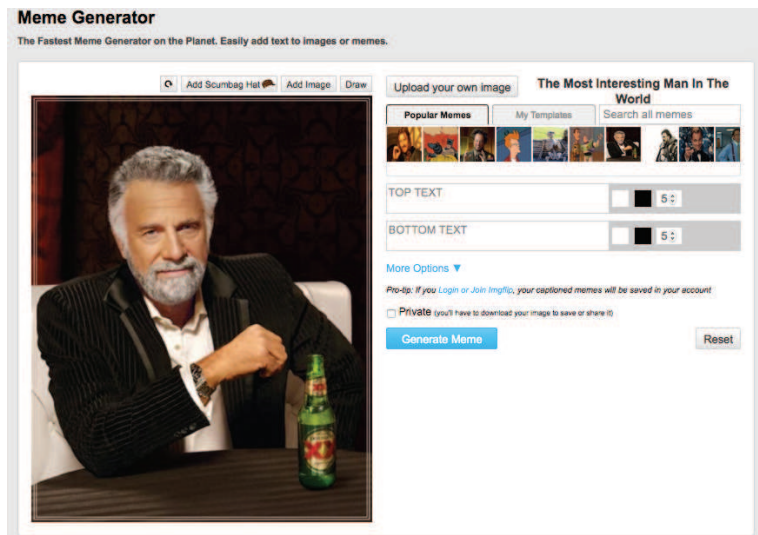 Meme Generator
The Fastest Meme Generator on the Planet. Easily add text to images or memes.
Add Scumbag Hat Add Image Draw
Upload your own image
The Most Interesting Man In The
World
Popular Memes My Templates Search all memes
TOP TEXT 5
BOTTOM TEXT 5
More Options ▼
Pro-tip: If you Login or Join Imgflip, your captioned memes will be saved in your account
Private (you'll have to download your image to save or share it)
Generate Meme Reset
XX